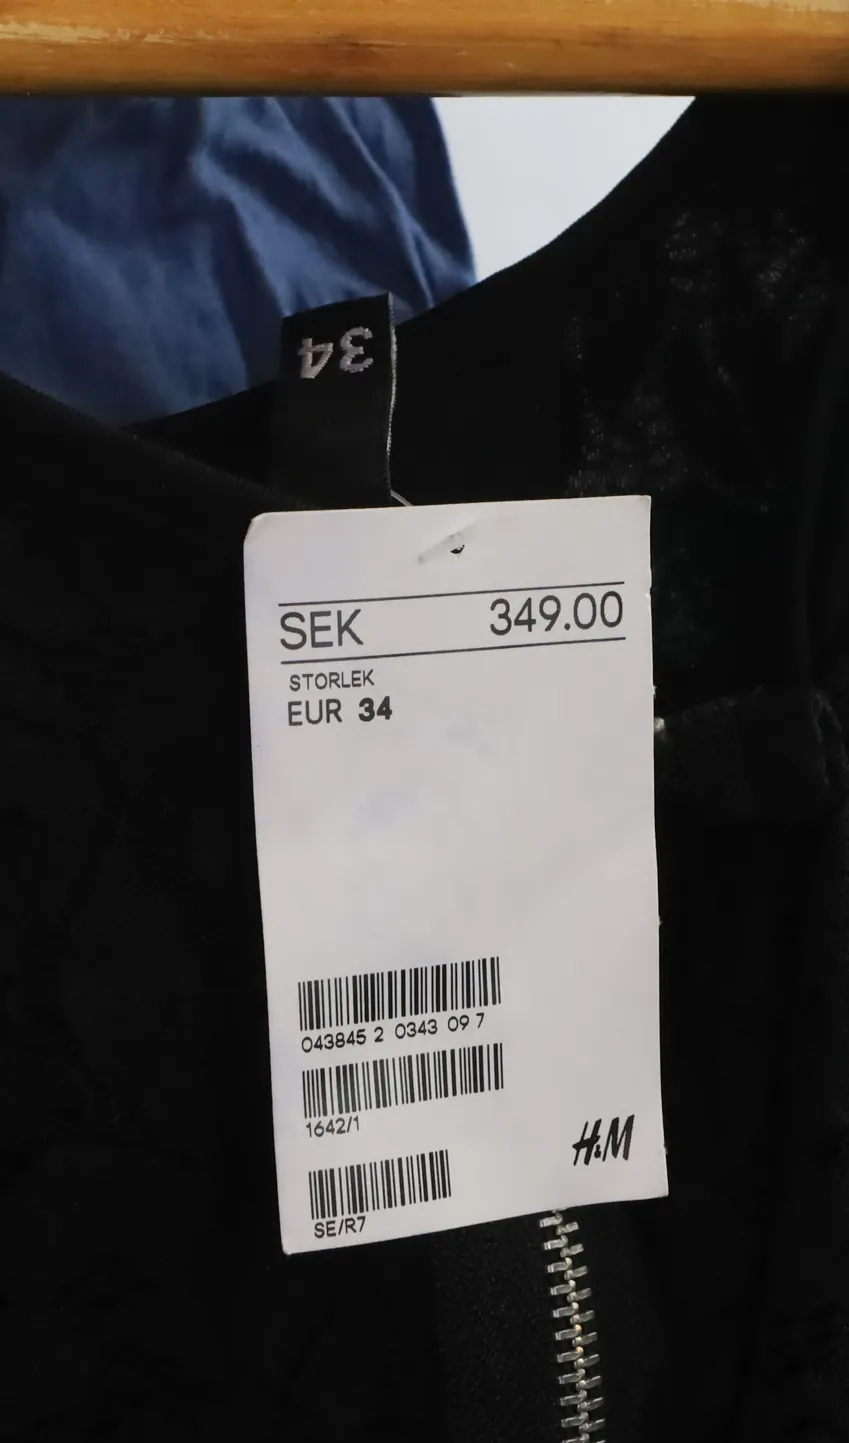 34
SEK 349.00
STORLEK
EUR 34
043845 2 0343 09 7
1642/1
H&M
SE/R7